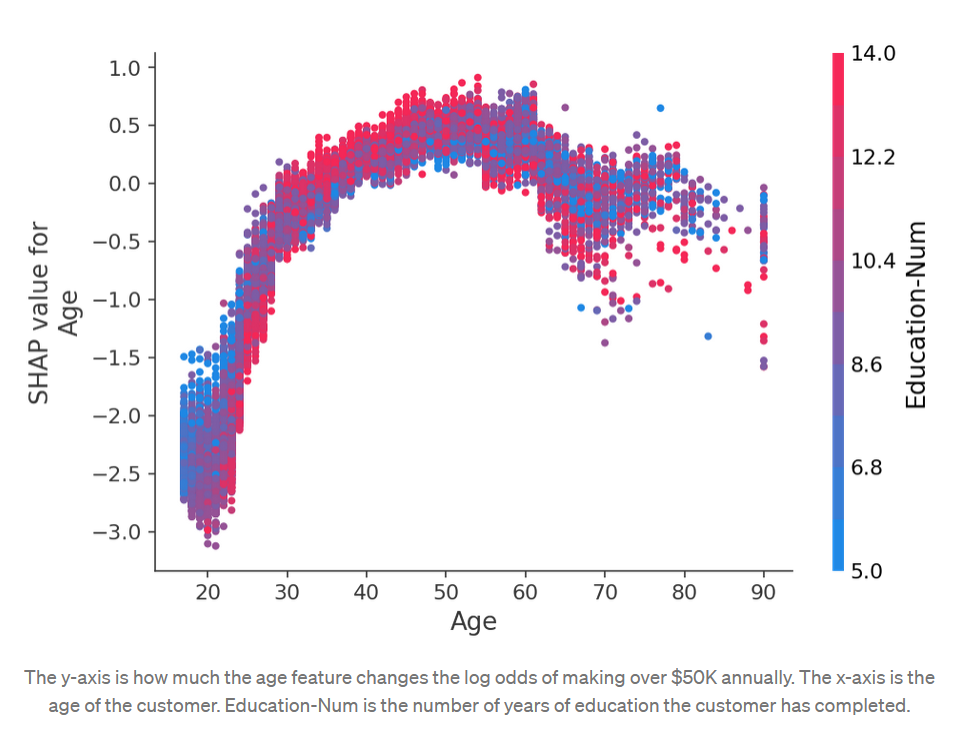 1.0
0.5
0.0
−0.5
−1.0
−1.5
−2.0
−2.5
−3.0
SHAP value for
Age
20 30 40 50 60 70 80 90
Age
14.0
12.2
10.4
8.6
6.8
5.0
Education-Num
The y-axis is how much the age feature changes the log odds of making over $50K annually. The x-axis is the
age of the customer. Education-Num is the number of years of education the customer has completed.